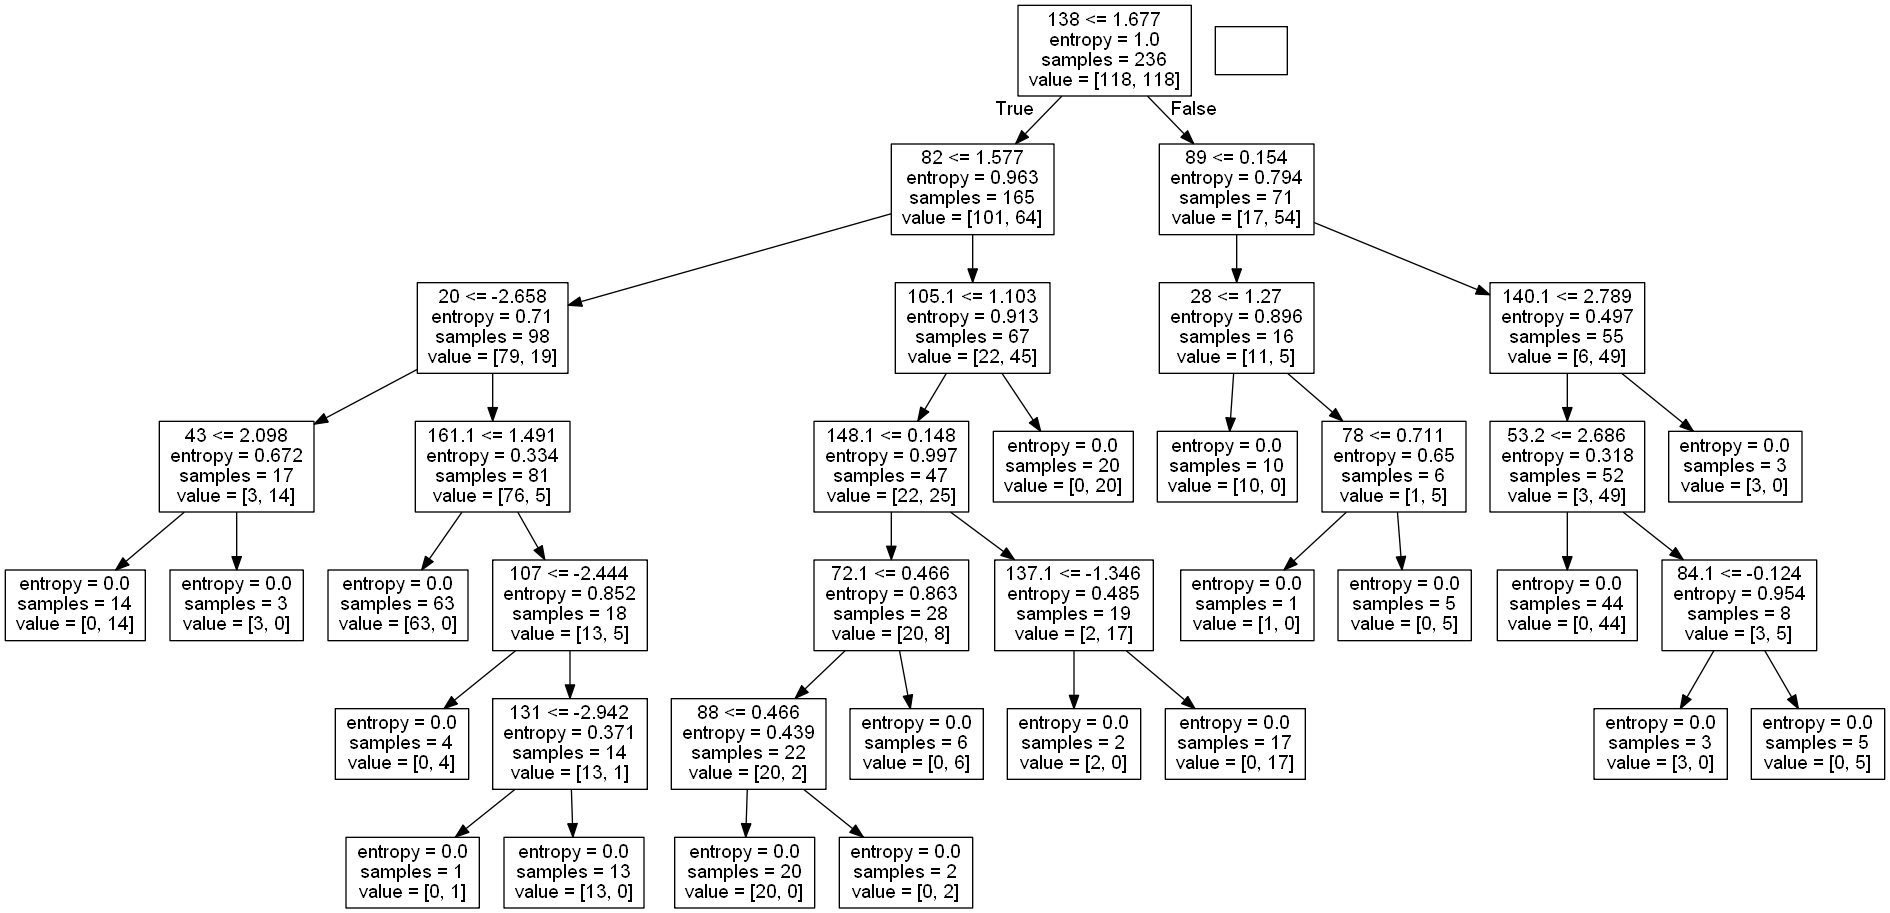 138 <= 1.677
entropy = 1.0
samples = 236
value = [118, 118]
True
False
82 <= 1.577
entropy = 0.963
samples = 165
value = [101, 64]
89 <= 0.154
entropy = 0.794
samples = 71
value = [17, 54]
20 <= -2.658
entropy = 0.71
samples = 98
value = [79, 19]
105.1 <= 1.103
entropy = 0.913
samples = 67
value = [22, 45]
28 <= 1.27
entropy = 0.896
samples = 16
value = [11, 5]
140.1 <= 2.789
entropy = 0.497
samples = 55
value = [6, 49]
43 <= 2.098
entropy = 0.672
samples = 17
value = [3, 14]
161.1 <= 1.491
entropy = 0.334
samples = 81
value = [76, 5]
148.1 <= 0.148
entropy = 0.997
samples = 47
value = [22, 25]
entropy = 0.0
samples = 20
value = [0, 20]
entropy = 0.0
samples = 10
value = [10, 0]
78 <= 0.711
entropy = 0.65
samples = 6
value = [1, 5]
53.2 <= 2.686
entropy = 0.318
samples = 52
value = [3, 49]
entropy = 0.0
samples = 3
value = [3, 0]
entropy = 0.0
samples = 14
value = [0, 14]
entropy = 0.0
samples = 3
value = [3, 0]
entropy = 0.0
samples = 63
value = [63, 0]
107 <= -2.444
entropy = 0.852
samples = 18
value = [13, 5]
72.1 <= 0.466
entropy = 0.863
samples = 28
value = [20, 8]
137.1 <= -1.346
entropy = 0.485
samples = 19
value = [2, 17]
entropy = 0.0
samples = 1
value = [1, 0]
entropy = 0.0
samples = 5
value = [0, 5]
entropy = 0.0
samples = 44
value = [0, 44]
84.1 <= -0.124
entropy = 0.954
samples = 8
value = [3, 5]
entropy = 0.0
samples = 4
value = [0, 4]
131 <= -2.942
entropy = 0.371
samples = 14
value = [13, 1]
88 <= 0.466
entropy = 0.439
samples = 22
value = [20, 2]
entropy = 0.0
samples = 6
value = [0, 6]
entropy = 0.0
samples = 2
value = [2, 0]
entropy = 0.0
samples = 17
value = [0, 17]
entropy = 0.0
samples = 3
value = [3, 0]
entropy = 0.0
samples = 5
value = [0, 5]
entropy = 0.0
samples = 1
value = [0, 1]
entropy = 0.0
samples = 13
value = [13, 0]
entropy = 0.0
samples = 20
value = [20, 0]
entropy = 0.0
samples = 2
value = [0, 2]